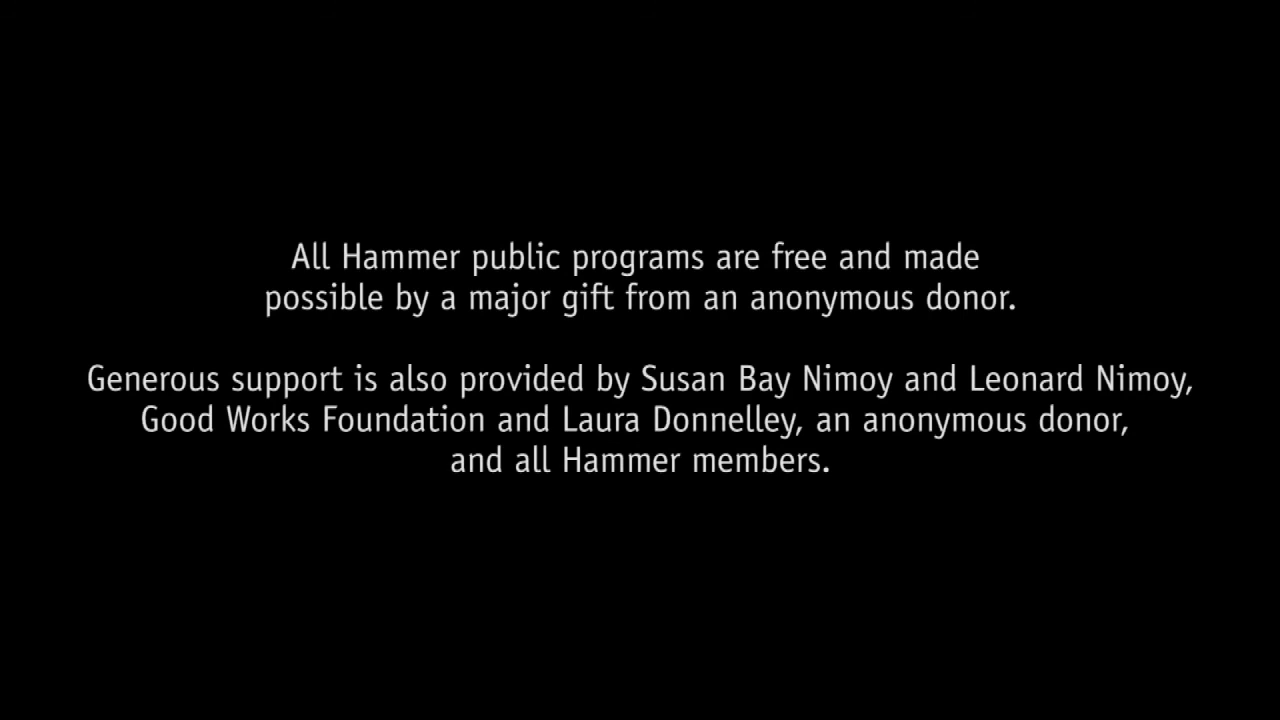 All Hammer public programs are free and made
possible by a major gift from an anonymous donor.
Generous support is also provided by Susan Bay Nimoy and Leonard Nimoy,
Good Works Foundation and Laura Donnelley, an anonymous donor,
and all Hammer members.